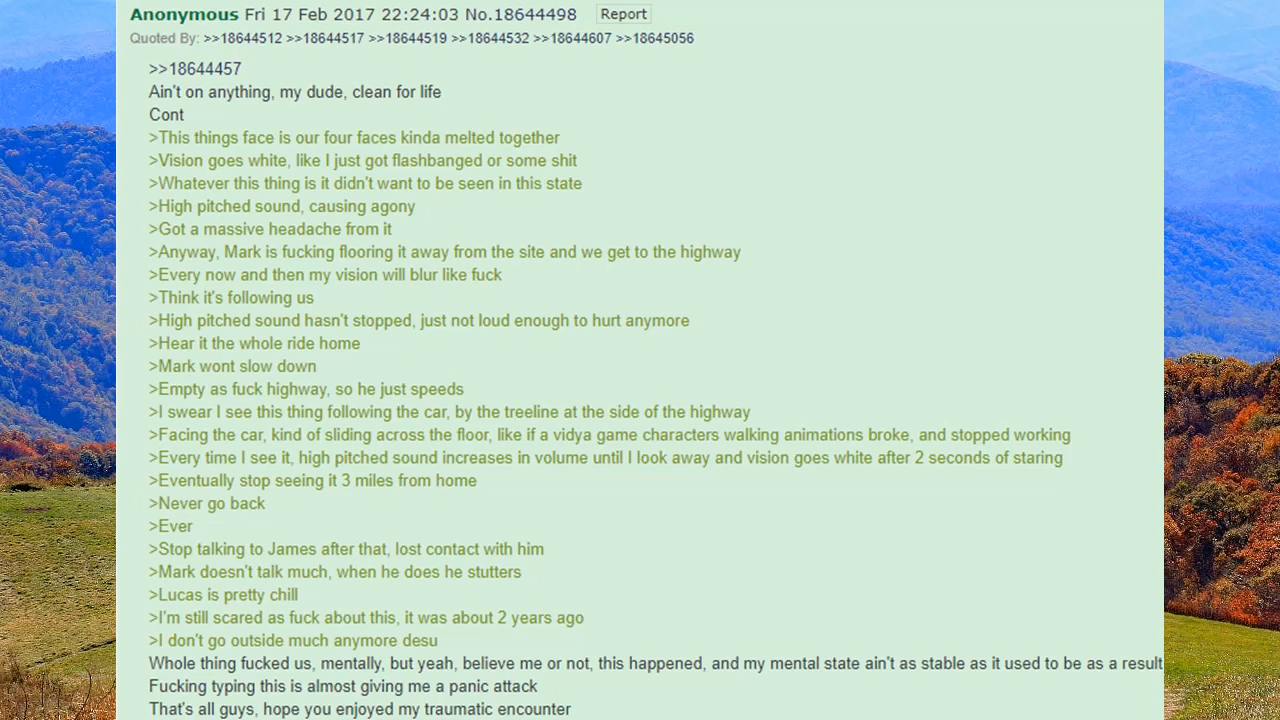 Anonymous Fri 17 Feb 2017 22:24:03 No.18644498 Report
Quoted By: >>18644512 >>18644517 >>18644519 >>18644532 >>18644607 >>18645056
>>18644457
Ain't on anything, my dude, clean for life
Cont
>This things face is our four faces kinda melted together
>Vision goes white, like I just got flashbanged or some shit
>Whatever this thing is it didn't want to be seen in this state
>High pitched sound, causing agony
>Got a massive headache from it
>Anyway, Mark is fucking flooring it away from the site and we get to the highway
>Every now and then my vision will blur like fuck
>Think it's following us
>High pitched sound hasn't stopped, just not loud enough to hurt anymore
>Hear it the whole ride home
>Mark wont slow down
>Empty as fuck highway, so he just speeds
>I swear I see this thing following the car, by the treeline at the side of the highway
>Facing the car, kind of sliding across the floor, like if a vidya game characters walking animations broke, and stopped working
>Every time I see it, high pitched sound increases in volume until I look away and vision goes white after 2 seconds of staring
>Eventually stop seeing it 3 miles from home
>Never go back
>Ever
>Stop talking to James after that, lost contact with him
>Mark doesn't talk much, when he does he stutters
>Lucas is pretty chill
>I'm still scared as fuck about this, it was about 2 years ago
>I don't go outside much anymore desu
Whole thing fucked us, mentally, but yeah, believe me or not, this happened, and my mental state ain't as stable as it used to be as a result
Fucking typing this is almost giving me a panic attack
That's all guys, hope you enjoyed my traumatic encounter